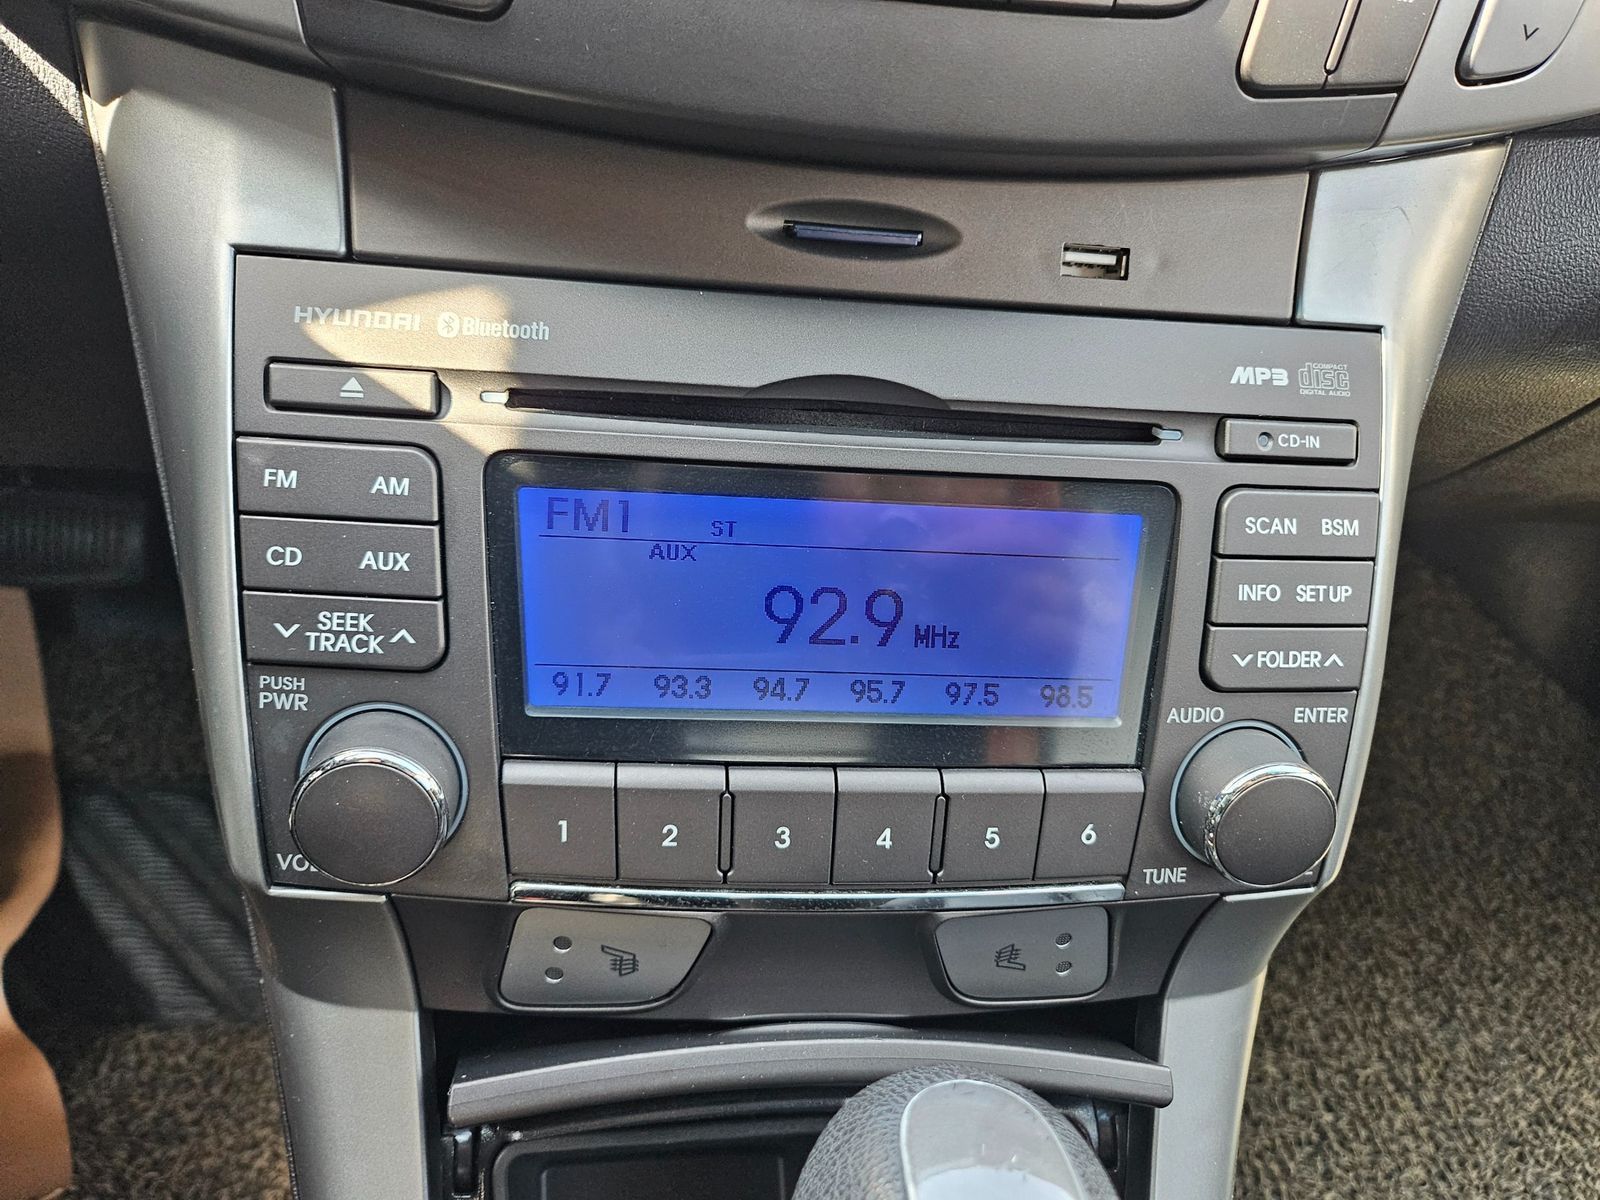 HYUNDAI Bluetooth
MP3 COMPACT disc DIGITAL AUDIO
CD-IN
FM AM
CD AUX
SEEK
TRACK
PUSH
PWR
VOL
FM1 ST
AUX
92.9 MHz
91.7 93.3 94.7 95.7 97.5 98.5
1 2 3 4 5 6
SCAN BSM
INFO SETUP
FOLDER
AUDIO ENTER
TUNE